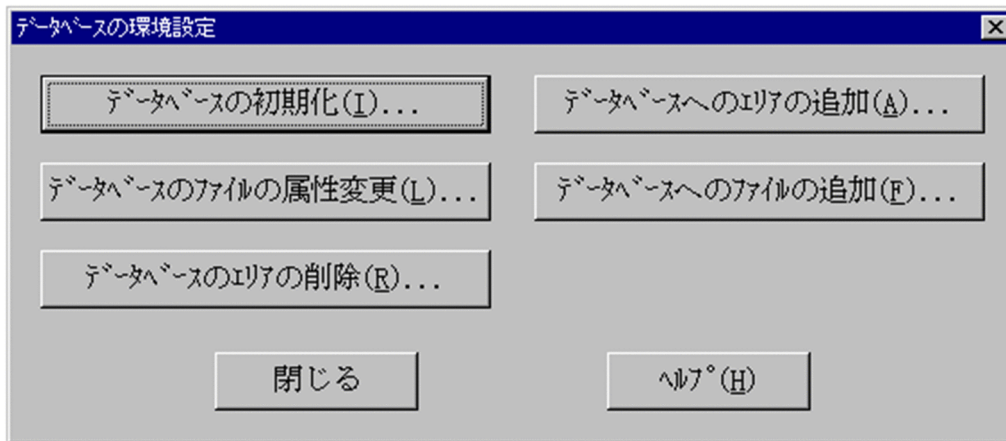 ﾃﾞｰﾀﾍﾞｰｽの環境設定
ﾃﾞｰﾀﾍﾞｰｽの初期化(I)...
ﾃﾞｰﾀﾍﾞｰｽへのｴﾘｱの追加(A)...
ﾃﾞｰﾀﾍﾞｰｽのﾌｧｲﾙの属性変更(L)...
ﾃﾞｰﾀﾍﾞｰｽへのﾌｧｲﾙの追加(F)...
ﾃﾞｰﾀﾍﾞｰｽのｴﾘｱの削除(R)...
閉じる
ﾍﾙﾌﾟ(H)